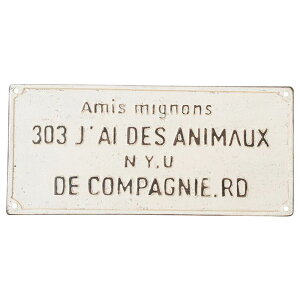 Amis mignons
303 J'AI DES ANIMAUX
N Y,U
DE COMPAGNIE.RD